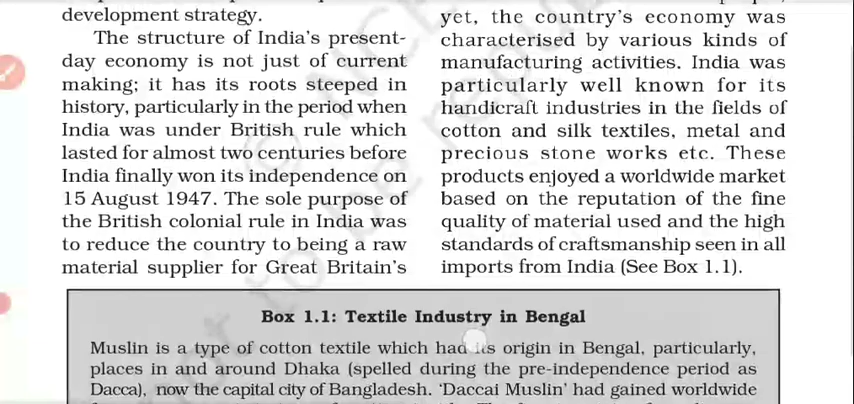 development strategy.
The structure of India's present-
day economy is not just of current
making; it has its roots steeped in
history, particularly in the period when
India was under British rule which
lasted for almost two centuries before
India finally won its independence on
15 August 1947. The sole purpose of
the British colonial rule in India was
to reduce the country to being a raw
material supplier for Great Britain's
yet, the country's economy was
characterised by various kinds of
manufacturing activities. India was
particularly well known for its
handicraft industries in the fields of
cotton and silk textiles, metal and
precious stone works etc. These
products enjoyed a worldwide market
based on the reputation of the fine
quality of material used and the high
standards of craftsmanship seen in all
imports from India (See Box 1.1).
Box 1.1: Textile Industry in Bengal
Muslin is a type of cotton textile which had its origin in Bengal, particularly,
places in and around Dhaka (spelled during the pre-independence period as
Dacca), now the capital city of Bangladesh. 'Daccai Muslin' had gained worldwide